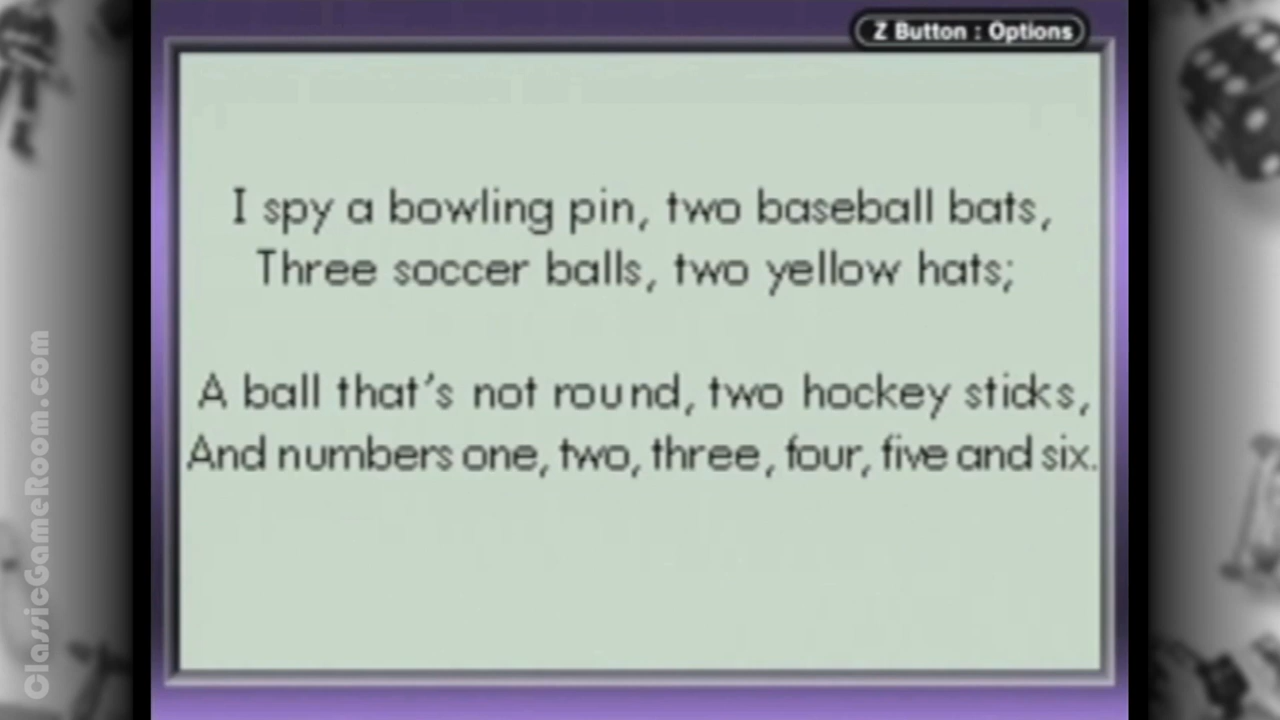 Z Button : Options
I spy a bowling pin, two baseball bats,
Three soccer balls, two yellow hats;
A ball that's not round, two hockey sticks,
And numbers one, two, three, four, five and six.
ClassicGameRoom.com